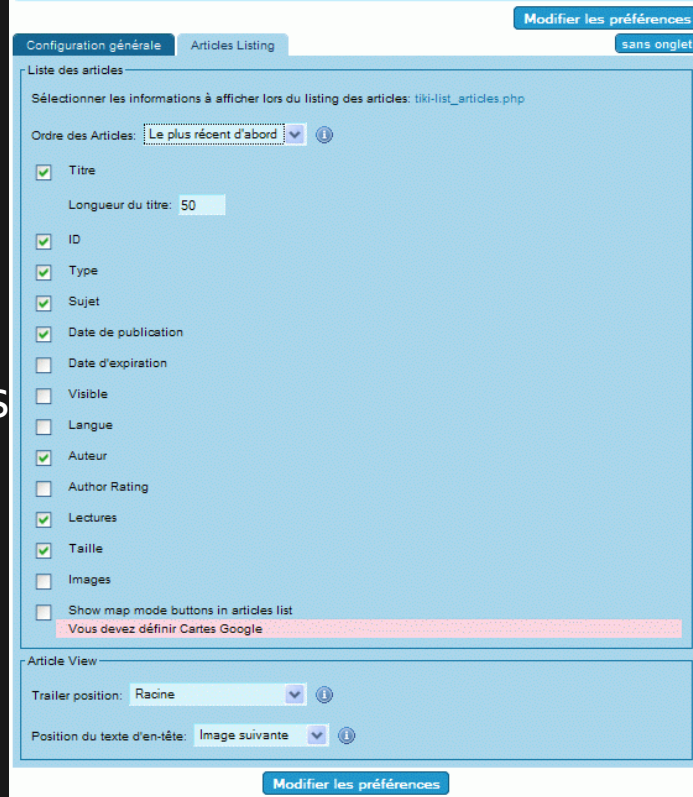 Modifier les préférences
Configuration générale Articles Listing sans onglet
Liste des articles
Sélectionner les informations à afficher lors du listing des articles: tiki-list_articles.php
Ordre des Articles: Le plus récent d'abord
Titre
Longueur du titre: 50
ID
Type
Sujet
Date de publication
Date d'expiration
Visible
Langue
Auteur
Author Rating
Lectures
Taille
Images
Show map mode buttons in articles list
Vous devez définir Cartes Google
Article View
Trailer position: Racine
Position du texte d'en-tête: Image suivante
Modifier les préférences